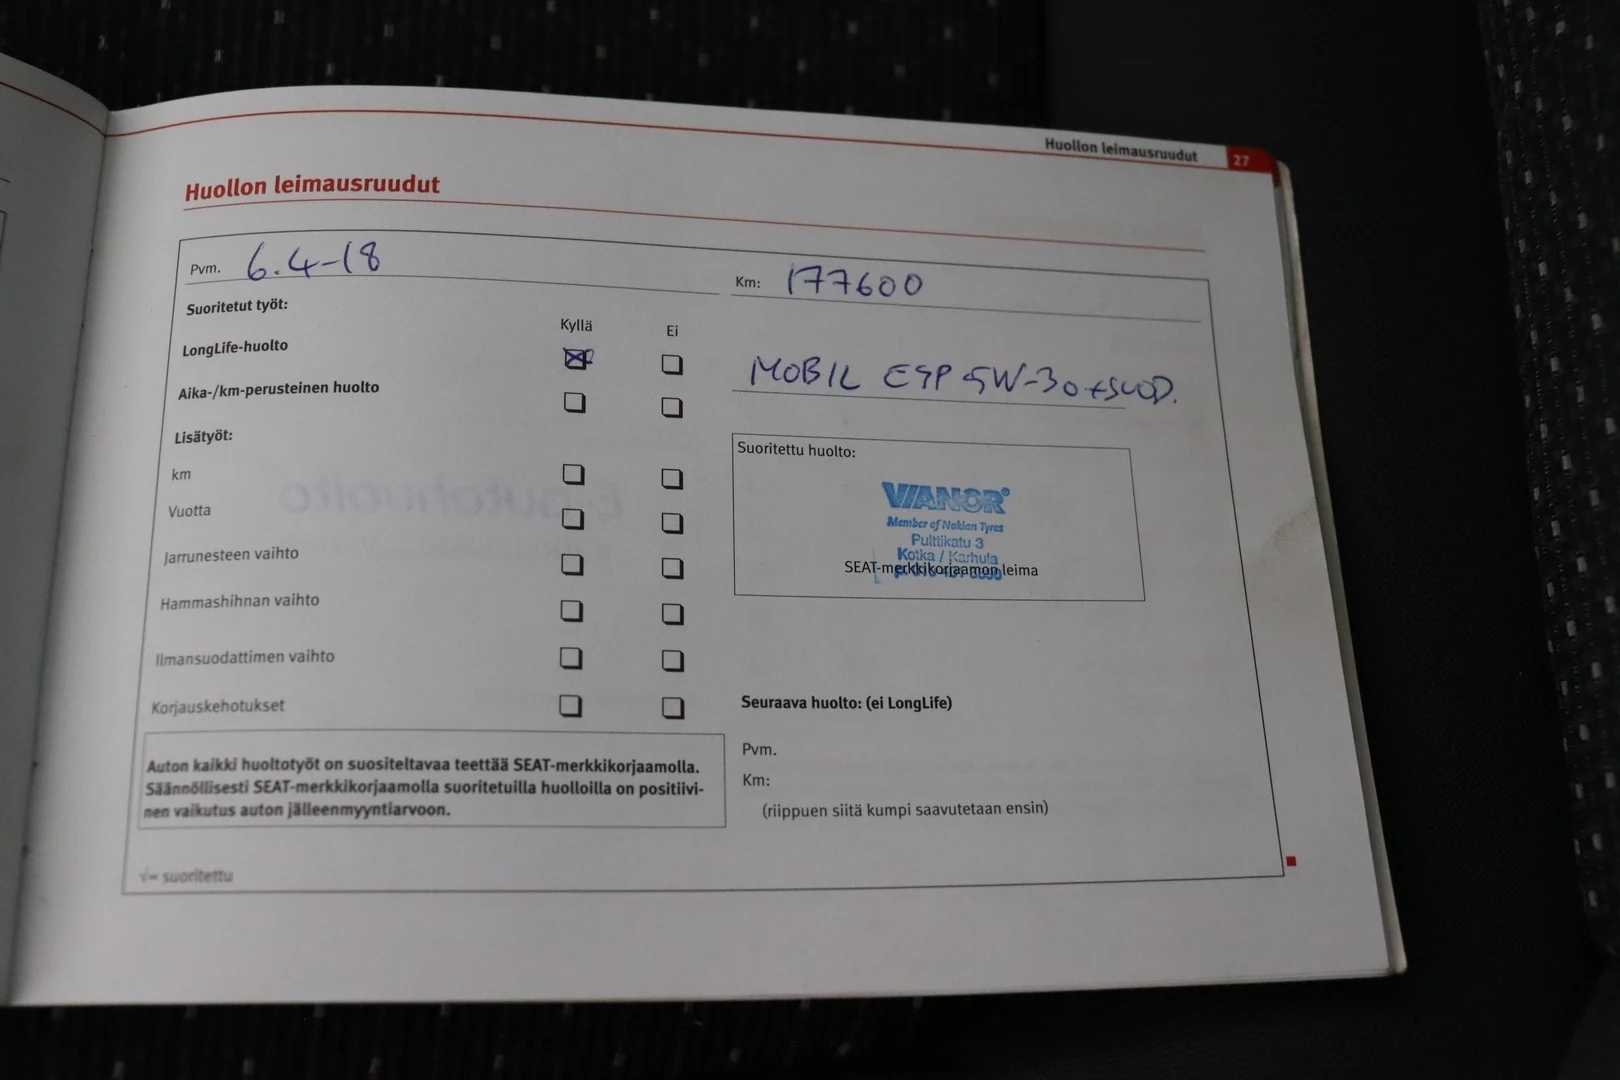 Huollon leimausruudut 27
Huollon leimausruudut
Pvm. 6.4-18
Km: 177600
Suoritetut työt:
Kyllä Ei
LongLife-huolto
MOBIL ESP 5W-30+SUOD.
Aika-/km-perusteinen huolto
Lisätyöt:
km
Vuotta
Jarrunesteen vaihto
Hammashihnan vaihto
Ilmansuodattimen vaihto
Korjauskehotukset
Suoritettu huolto:
VIANOR®
Member of Nokian Tyres
Pultiikatu 3
Kotka / Karhula
SEAT-merkkikorjaamon leima
Seuraava huolto: (ei LongLife)
Pvm.
Km:
(riippuen siitä kumpi saavutetaan ensin)
Auton kaikki huoltotyöt on suositeltavaa teettää SEAT-merkkikorjaamolla.
Säännöllisesti SEAT-merkkikorjaamolla suoritetuilla huolloilla on positiivi-
nen vaikutus auton jälleenmyyntiarvoon.
√= suoritettu